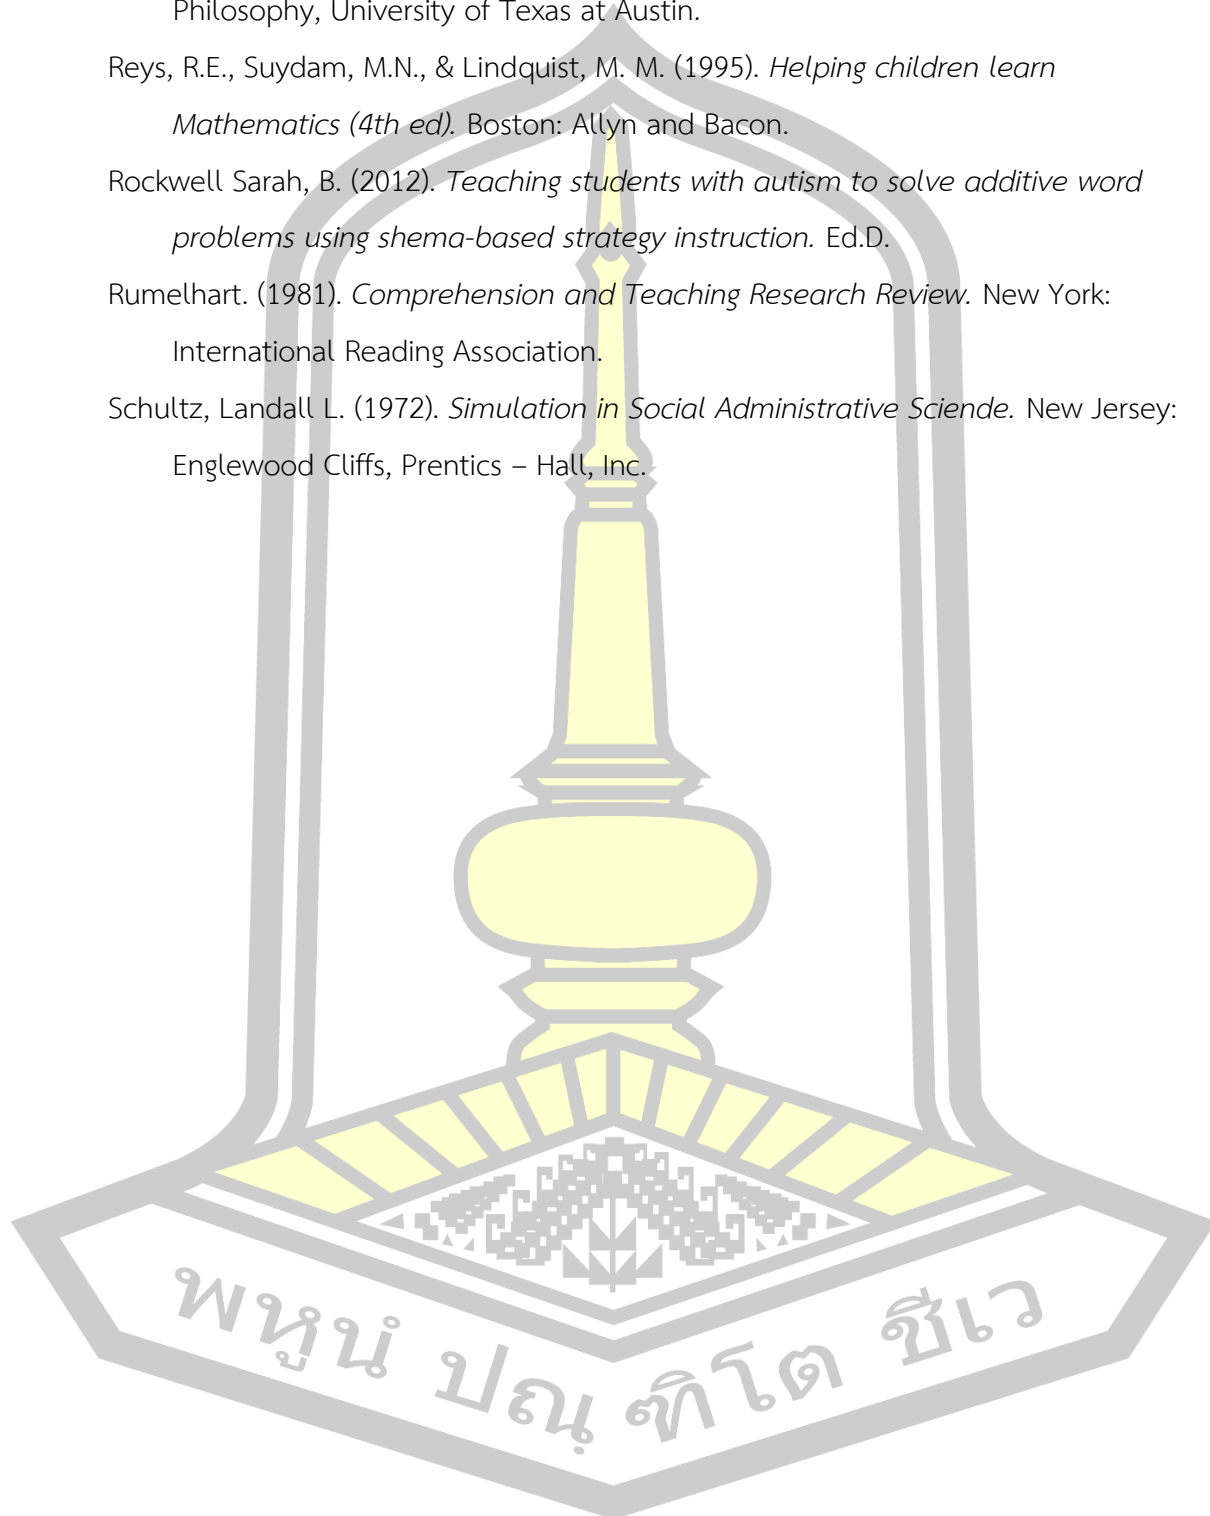 Philosophy, University of Texas at Austin.
Reys, R.E., Suydam, M.N., & Lindquist, M. M. (1995). Helping children learn
Mathematics (4th ed). Boston: Allyn and Bacon.
Rockwell Sarah, B. (2012). Teaching students with autism to solve additive word
problems using shema-based strategy instruction. Ed.D.
Rumelhart. (1981). Comprehension and Teaching Research Review. New York:
International Reading Association.
Schultz, Landall L. (1972). Simulation in Social Administrative Sciende. New Jersey:
Englewood Cliffs, Prentics – Hall, Inc.
พหูนํ ปณฺฑิโต ชีเว